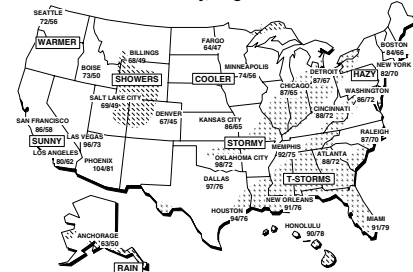 SEATTLE
72/56
WARMER
BOISE
73/50
BILLINGS
68/49
SHOWERS
SALT LAKE CITY
69/49
FARGO
64/47
MINNEAPOLIS
74/56
COOLER
DENVER
67/45
KANSAS CITY
86/65
CHICAGO
87/65
DETROIT
87/67
HAZY
BOSTON
84/66
NEW YORK
82/70
WASHINGTON
86/72
CINCINNATI
88/72
RALEIGH
87/70
SAN FRANCISCO
86/58
SUNNY
LOS ANGELES
80/62
LAS VEGAS
96/73
PHOENIX
104/81
STORMY
OKLAHOMA CITY
98/72
DALLAS
97/76
MEMPHIS
92/75
ATLANTA
88/72
T-STORMS
HOUSTON
94/76
NEW ORLEANS
91/76
MIAMI
91/79
HONOLULU
90/78
ANCHORAGE
63/50
RAIN